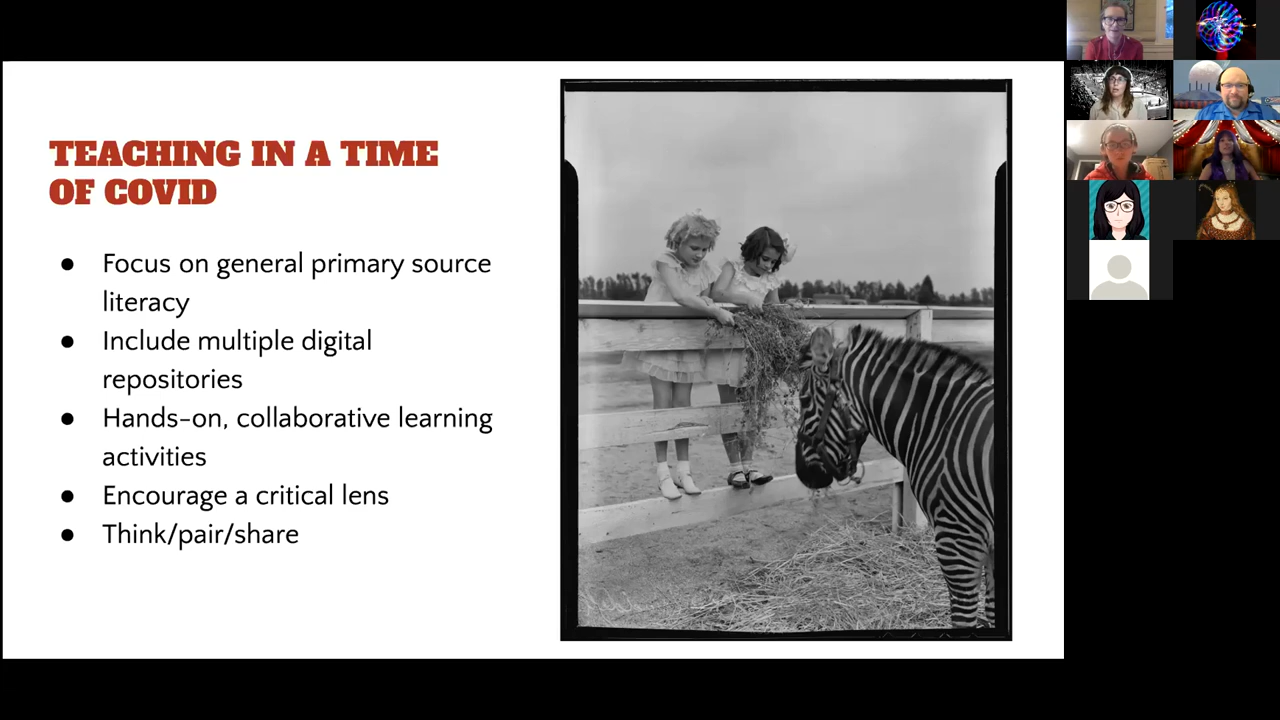 TEACHING IN A TIME
OF COVID
● Focus on general primary source
literacy
● Include multiple digital
repositories
● Hands-on, collaborative learning
activities
● Encourage a critical lens
● Think/pair/share